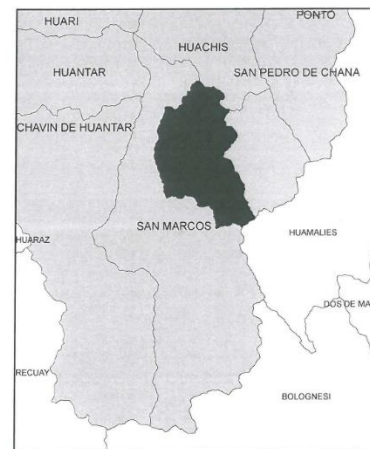 PONTÓ
HUARI
HUACHIS
HUANTAR
SAN PEDRO DE CHANA
CHAVIN DE HUANTAR
SAN MARCOS
HUAMALIES
HUARAZ
DOS DE MA
RECUAY
BOLOGNESI